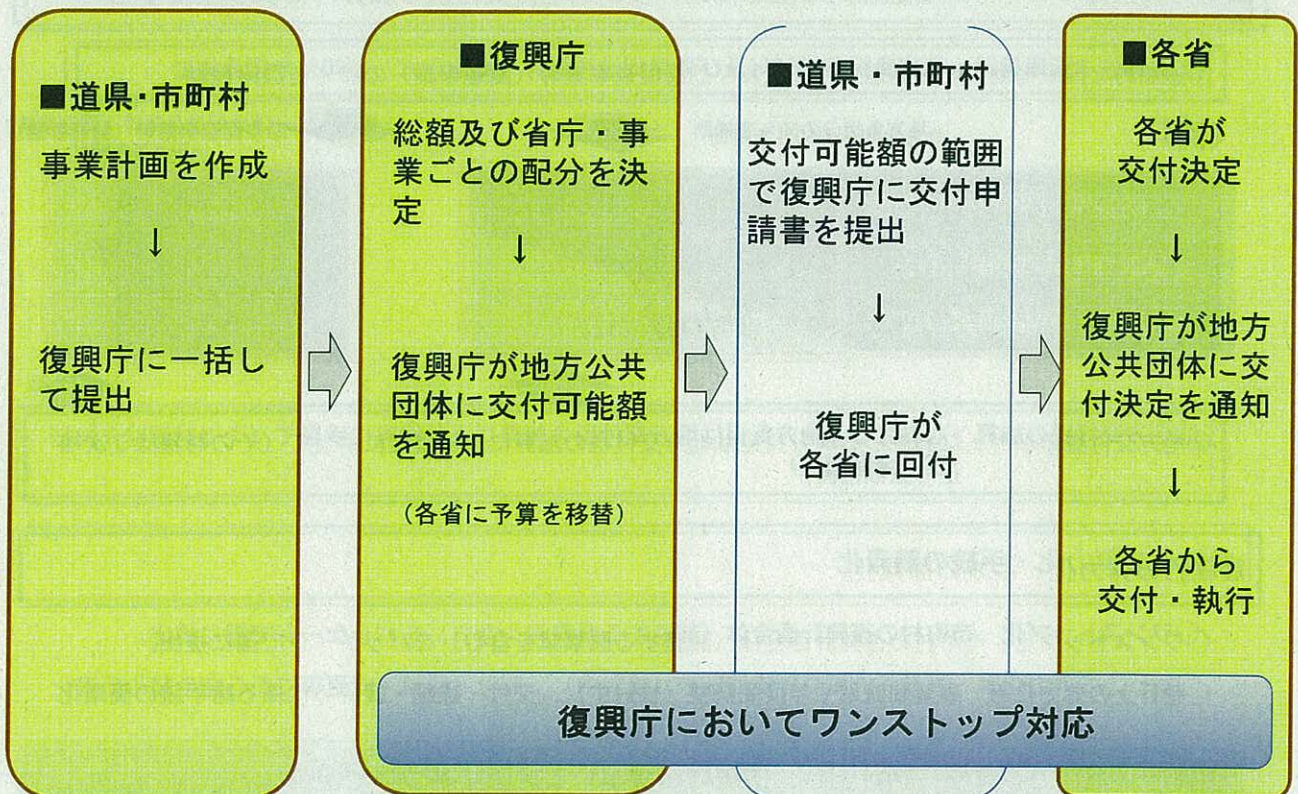 ■道県・市町村
事業計画を作成
↓
復興庁に一括し
て提出
■復興庁
総額及び省庁・事
業ごとの配分を決
定
↓
復興庁が地方公共
団体に交付可能額
を通知
（各省に予算を移替）
■道県・市町村
交付可能額の範囲
で復興庁に交付申
請書を提出
↓
復興庁が
各省に回付
■各省
各省が
交付決定
↓
復興庁が地方
公共団体に交
付決定を通知
↓
各省から
交付・執行
復興庁においてワンストップ対応